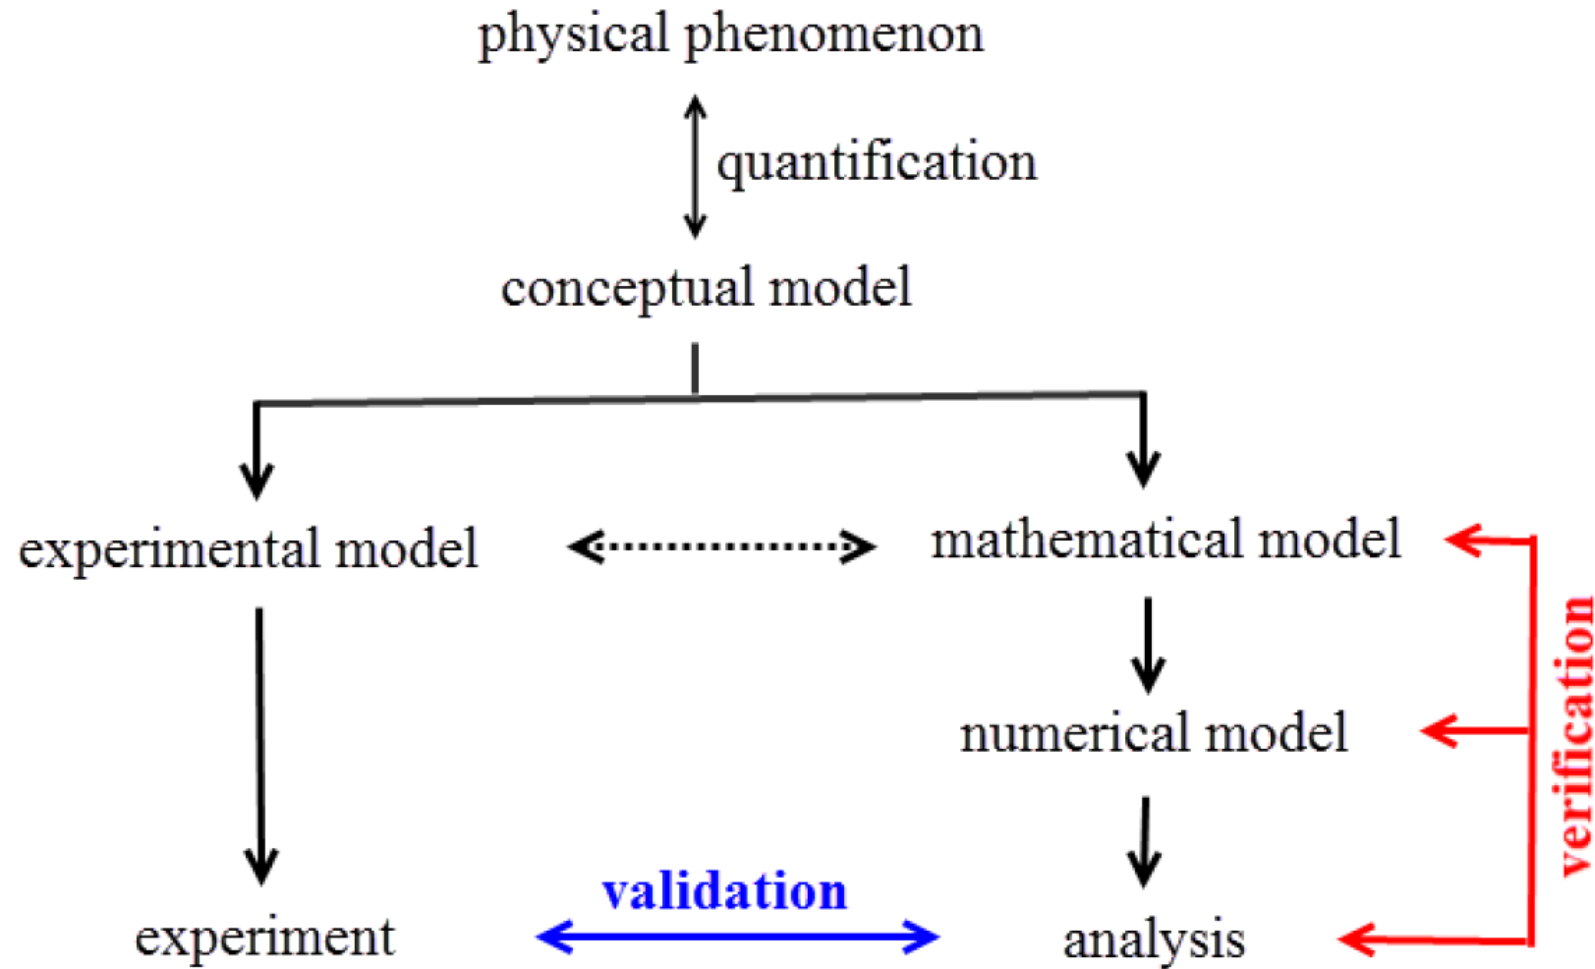 physical phenomenon
quantification
conceptual model
experimental model
mathematical model
numerical model
verification
validation
experiment
analysis